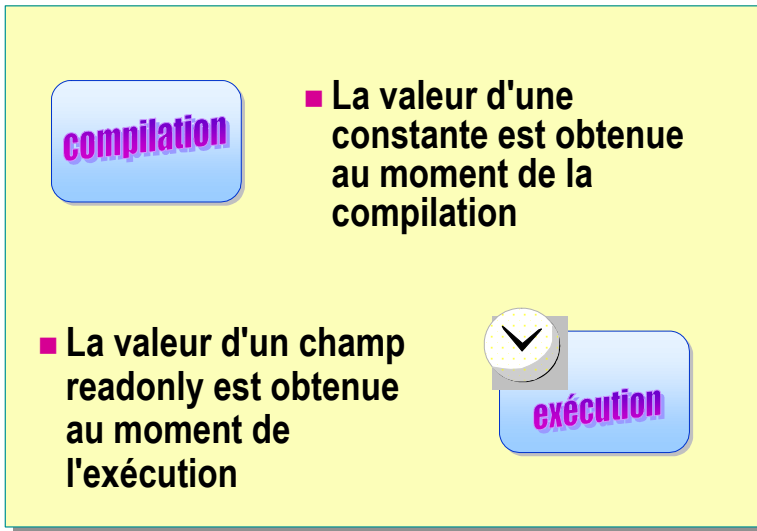 compilation
La valeur d'une
constante est obtenue
au moment de la
compilation
La valeur d'un champ
readonly est obtenue
au moment de
l'exécution
exécution